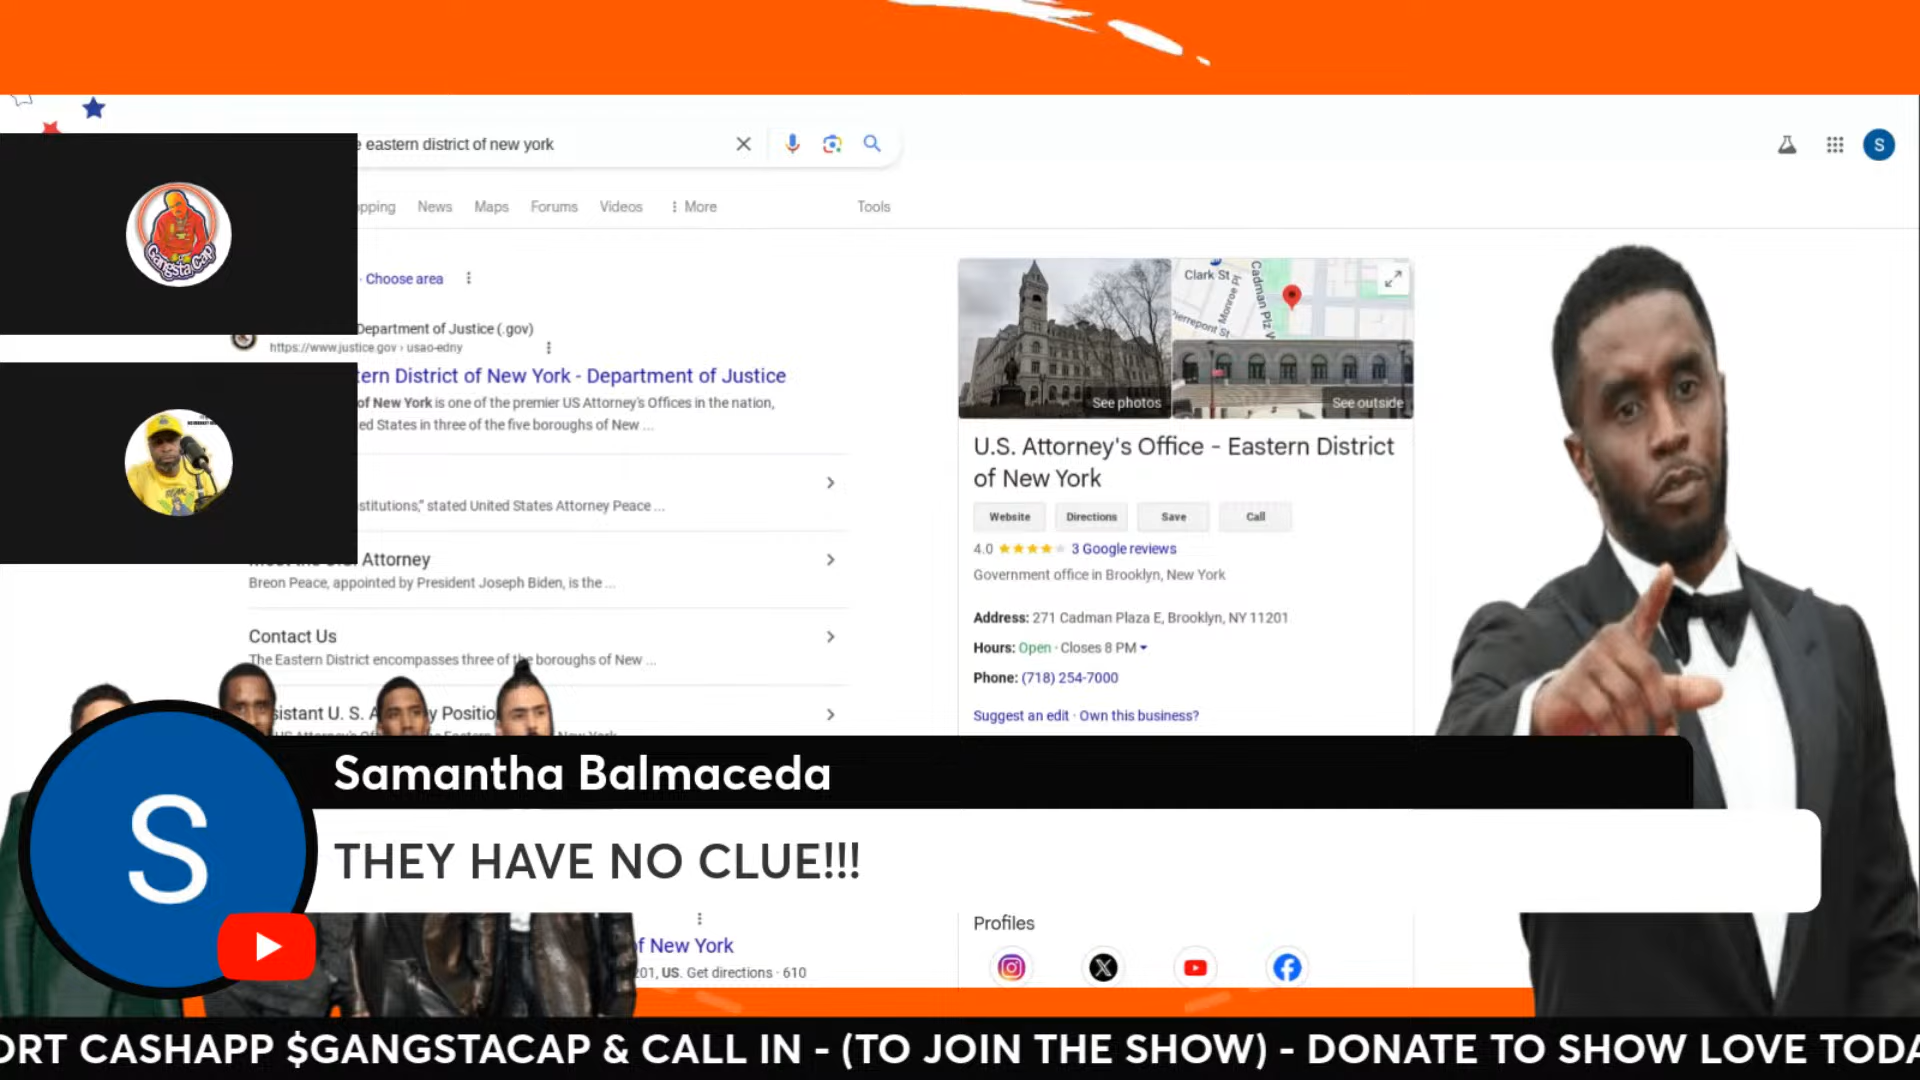 eastern district of new york
S
pping News Maps Forums Videos More Tools
Gangsta Cap
· Choose area
Department of Justice (.gov)
https://www.justice.gov › usao-edny
tern District of New York - Department of Justice
of New York is one of the premier US Attorney's Offices in the nation,
ed States in three of the five boroughs of New ...
stitutions," stated United States Attorney Peace ...
Attorney
Breon Peace, appointed by President Joseph Biden, is the ...
Contact Us
The Eastern District encompasses three of the boroughs of New ...
sistant U. S. A y Positio
Clark St
Monroe Pl
Cadman Plz W
Pierrepont St
See photos
See outside
U.S. Attorney's Office - Eastern District
of New York
Website Directions Save Call
4.0 3 Google reviews
Government office in Brooklyn, New York
Address: 271 Cadman Plaza E, Brooklyn, NY 11201
Hours: Open · Closes 8 PM
Phone: (718) 254-7000
Suggest an edit · Own this business?
Samantha Balmaceda
S
THEY HAVE NO CLUE!!!
f New York
201, US. Get directions · 610
Profiles
ORT CASHAPP $GANGSTACAP & CALL IN - (TO JOIN THE SHOW) - DONATE TO SHOW LOVE TODA